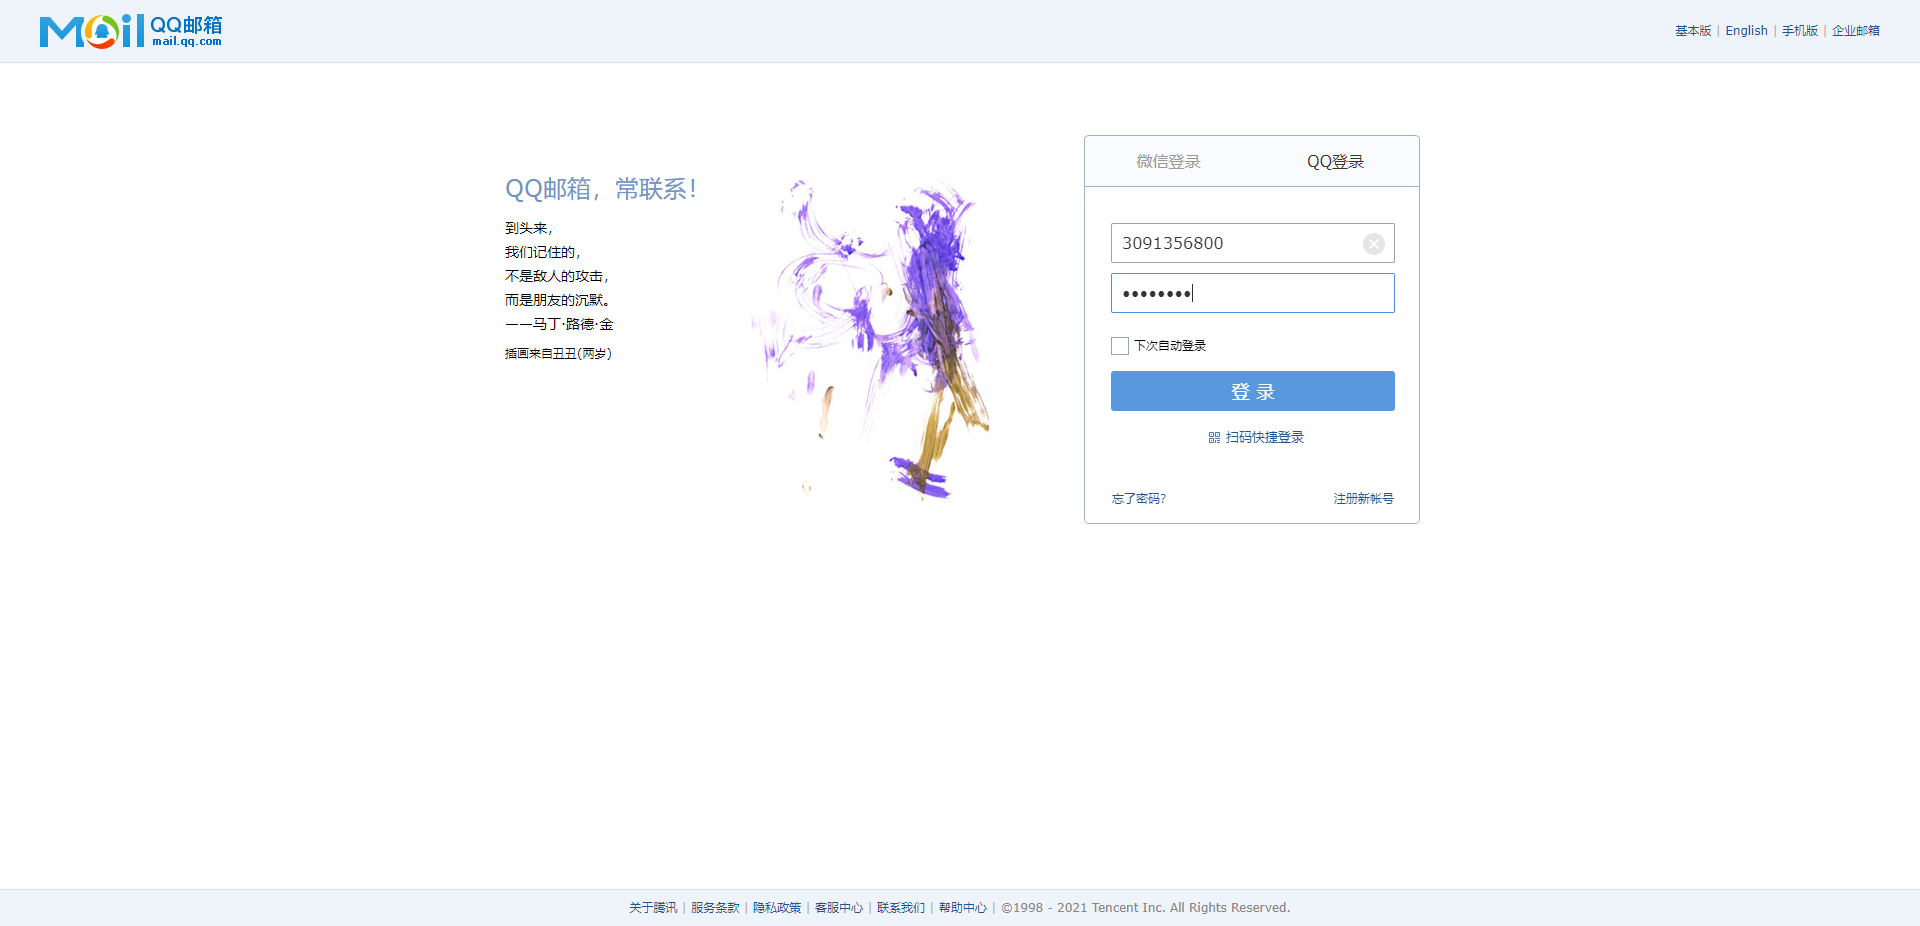 Mail QQ邮箱
mail.qq.com
基本版 | English | 手机版 | 企业邮箱
QQ邮箱，常联系！
到头来，
我们记住的，
不是敌人的攻击，
而是朋友的沉默。
——马丁·路德·金
插画来自丑丑(两岁)
微信登录 QQ登录
3091356800
••••••••
下次自动登录
登 录
扫码快捷登录
忘了密码? 注册新帐号
关于腾讯 | 服务条款 | 隐私政策 | 客服中心 | 联系我们 | 帮助中心 | ©1998 - 2021 Tencent Inc. All Rights Reserved.